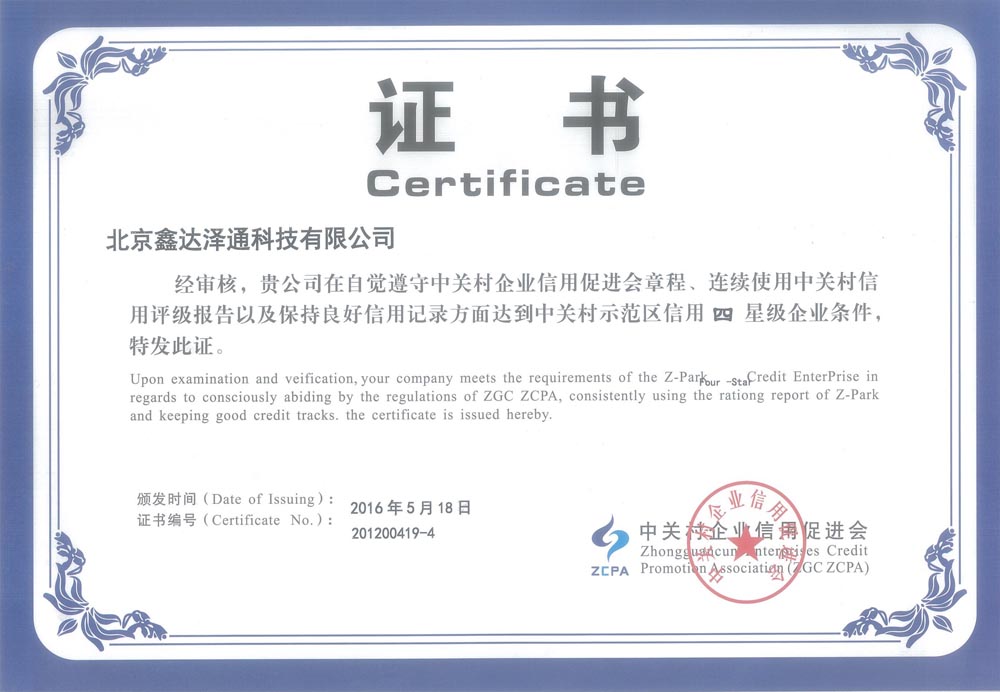 证 书
Certificate
北京鑫达泽通科技有限公司
经审核，贵公司在自觉遵守中关村企业信用促进会章程、连续使用中关村信
用评级报告以及保持良好信用记录方面达到中关村示范区信用 四 星级企业条件，
特发此证。
Upon examination and veification, your company meets the requirements of the Z-Park Four -Star Credit EnterPrise in
regards to consciously abiding by the regulations of ZGC ZCPA, consistently using the rationg report of Z-Park
and keeping good credit tracks. the certificate is issued hereby.
颁发时间（Date of Issuing）： 2016 年 5 月 18 日
证书编号（Certificate No.）： 201200419-4
中关村企业信用促进会
Zhongguancun Enterprises Credit
ZCPA Promotion Association (ZGC ZCPA)
中关村企业信用促进会